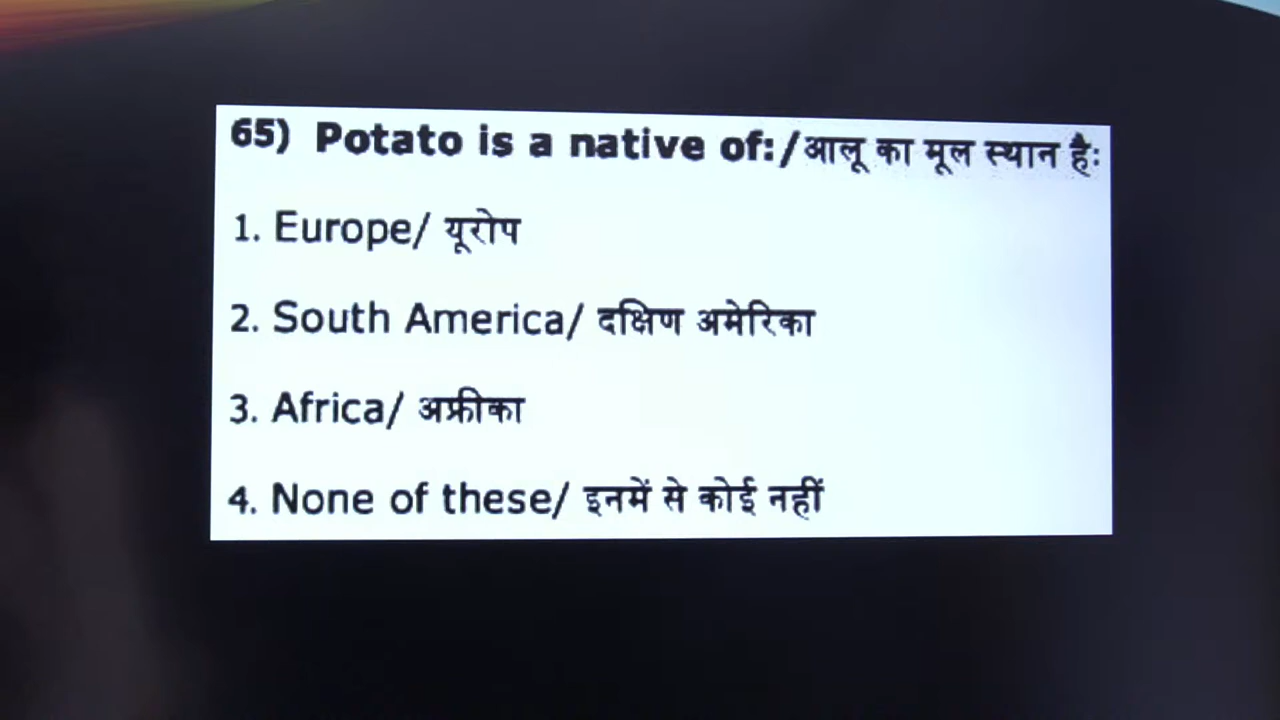 65) Potato is a native of:/आलू का मूल स्थान है:
1. Europe/ यूरोप
2. South America/ दक्षिण अमेरिका
3. Africa/ अफ्रीका
4. None of these/ इनमें से कोई नहीं